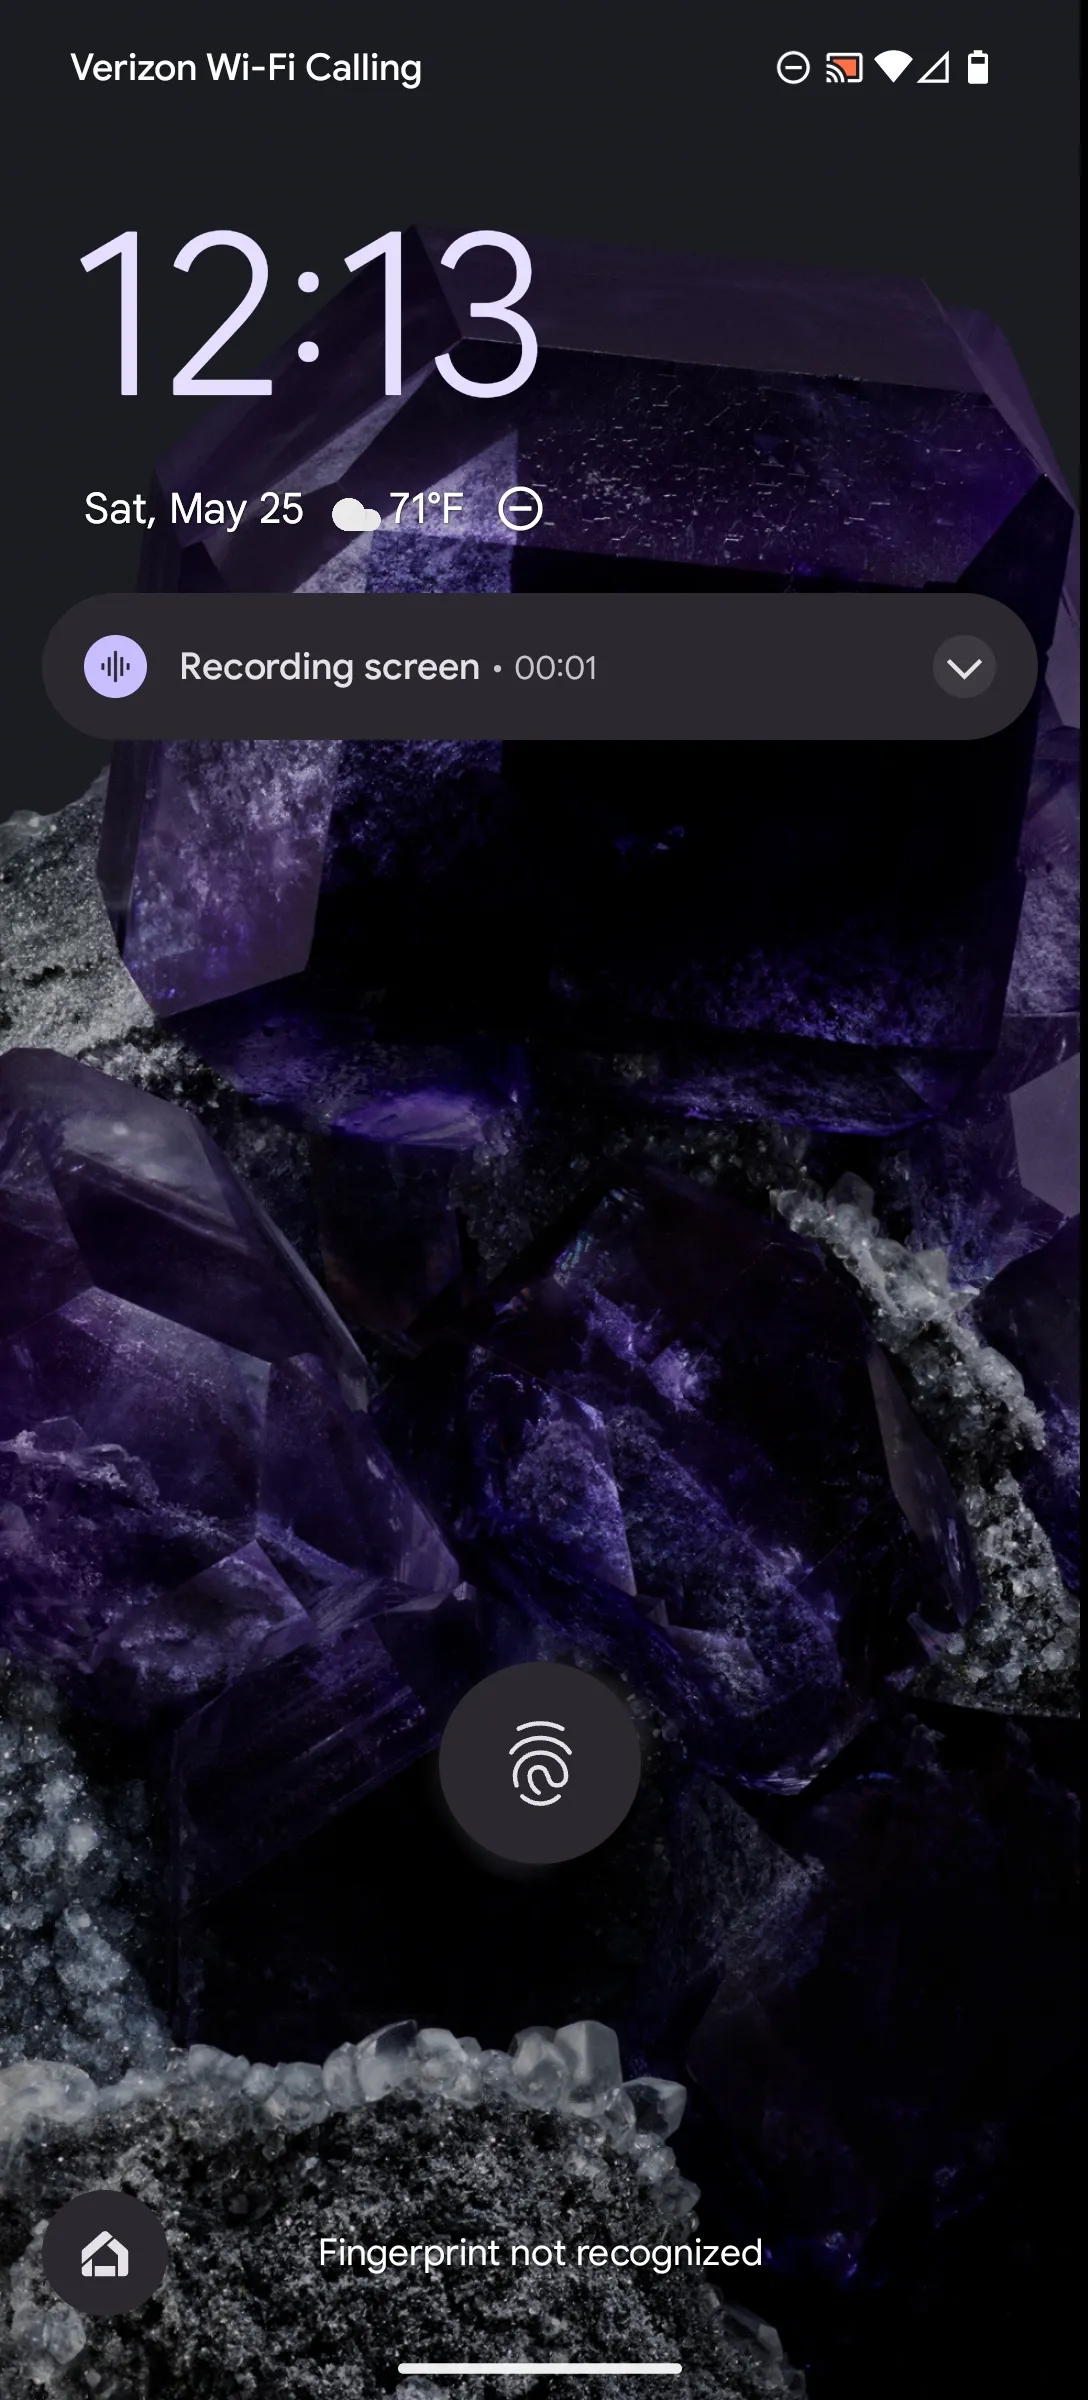 Verizon Wi-Fi Calling
12:13
Sat, May 25 71°F
Recording screen • 00:01
Fingerprint not recognized